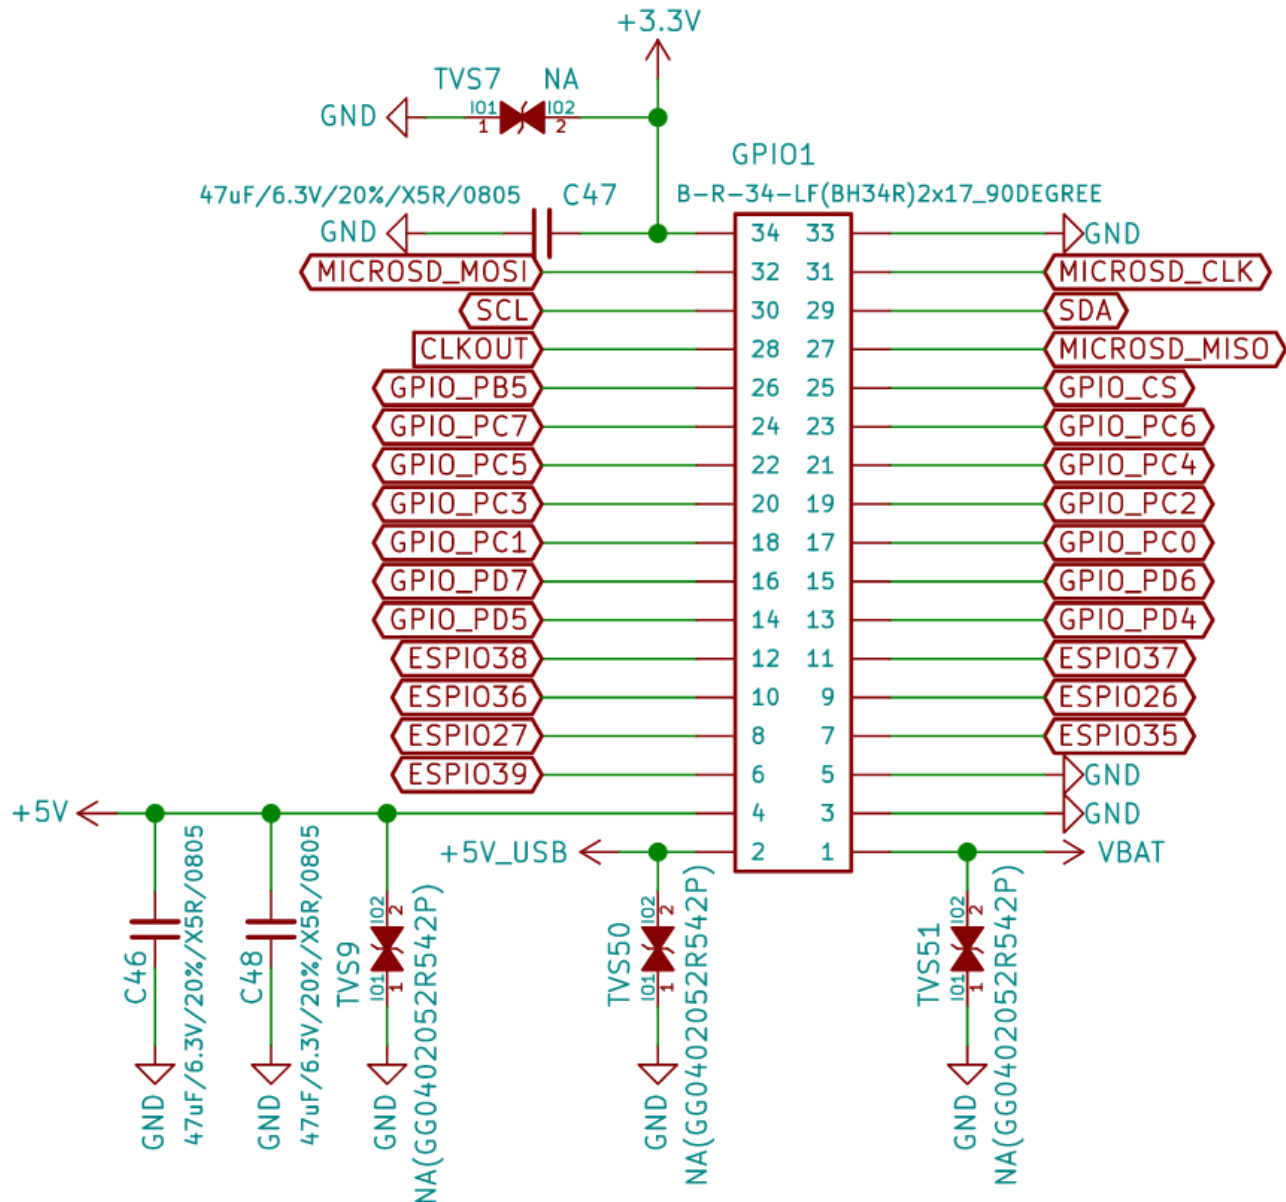 +3.3V
TVS7 NA
IO1 IO2
GND 1 2
GPIO1
47uF/6.3V/20%/X5R/0805 C47 B-R-34-LF(BH34R)2x17_90DEGREE
GND 34 33 GND
MICROSD_MOSI 32 31 MICROSD_CLK
SCL 30 29 SDA
CLKOUT 28 27 MICROSD_MISO
GPIO_PB5 26 25 GPIO_CS
GPIO_PC7 24 23 GPIO_PC6
GPIO_PC5 22 21 GPIO_PC4
GPIO_PC3 20 19 GPIO_PC2
GPIO_PC1 18 17 GPIO_PC0
GPIO_PD7 16 15 GPIO_PD6
GPIO_PD5 14 13 GPIO_PD4
ESPIO38 12 11 ESPIO37
ESPIO36 10 9 ESPIO26
ESPIO27 8 7 ESPIO35
ESPIO39 6 5 GND
+5V 4 3 GND
+5V_USB 2 1 VBAT
C46
47uF/6.3V/20%/X5R/0805
GND
C48
47uF/6.3V/20%/X5R/0805
GND
TVS9
IO1 IO2
1 2
NA(GG0402052R542P)
GND
TVS50
IO1 IO2
1 2
NA(GG0402052R542P)
GND
TVS51
IO1 IO2
1 2
NA(GG0402052R542P)
GND